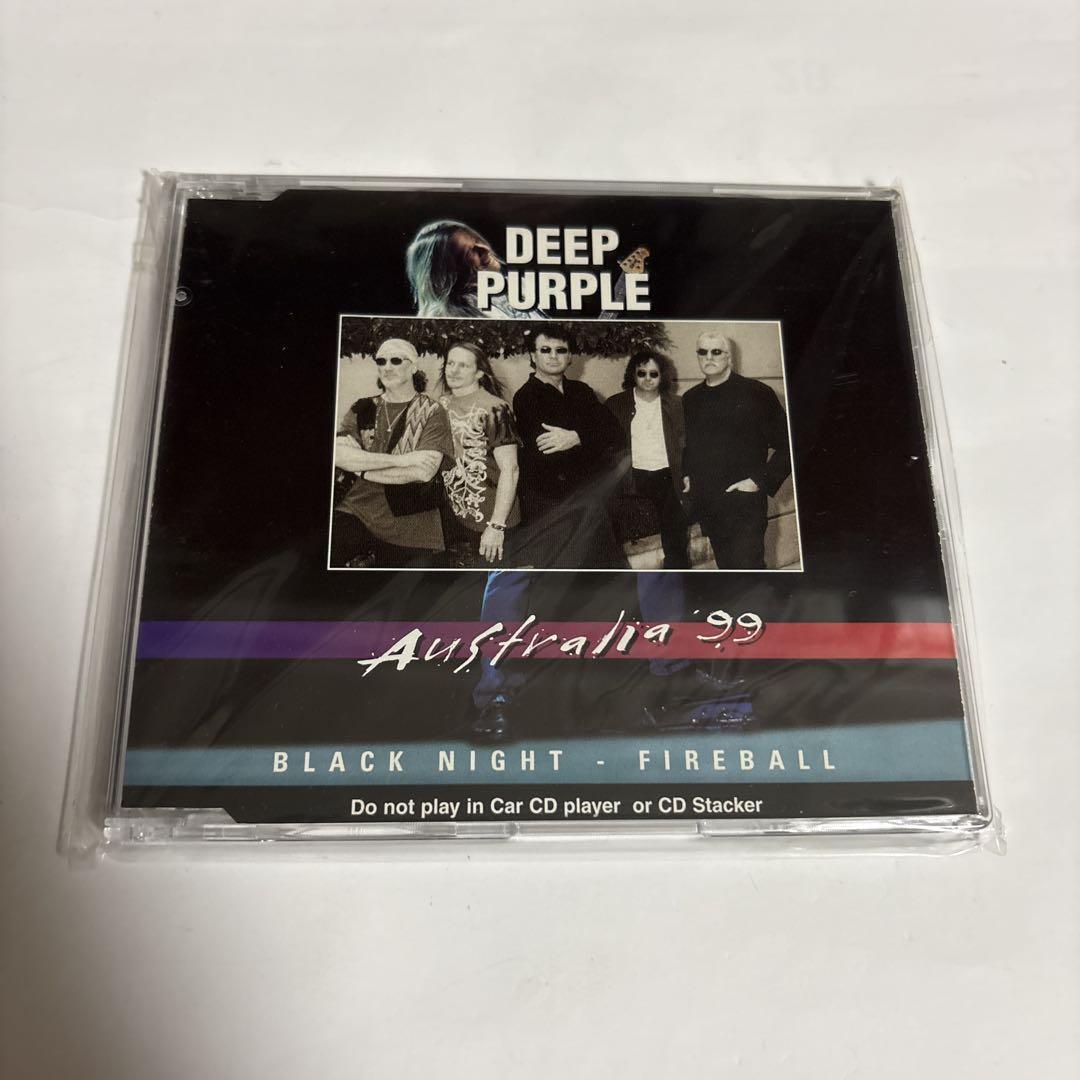 DEEP
PURPLE
Australia '99
BLACK NIGHT - FIREBALL
Do not play in Car CD player or CD Stacker